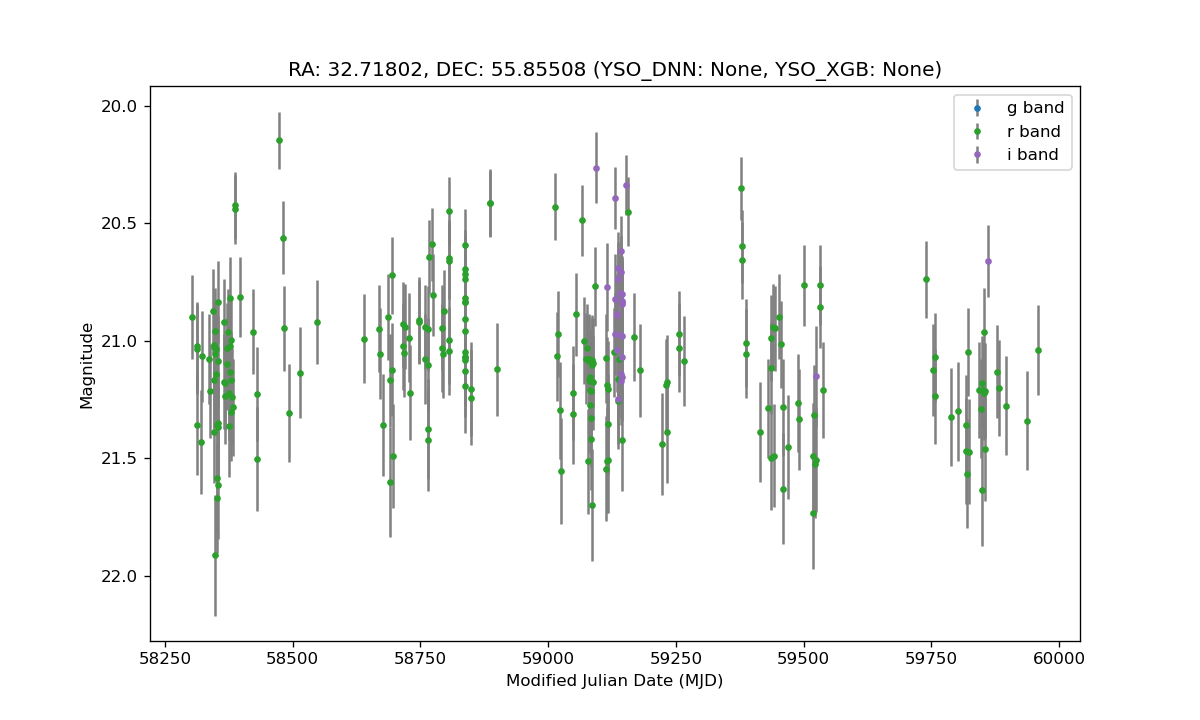 RA: 32.71802, DEC: 55.85508 (YSO_DNN: None, YSO_XGB: None)
g band
r band
i band
20.0
20.5
21.0
21.5
22.0
Magnitude
58250 58500 58750 59000 59250 59500 59750 60000
Modified Julian Date (MJD)